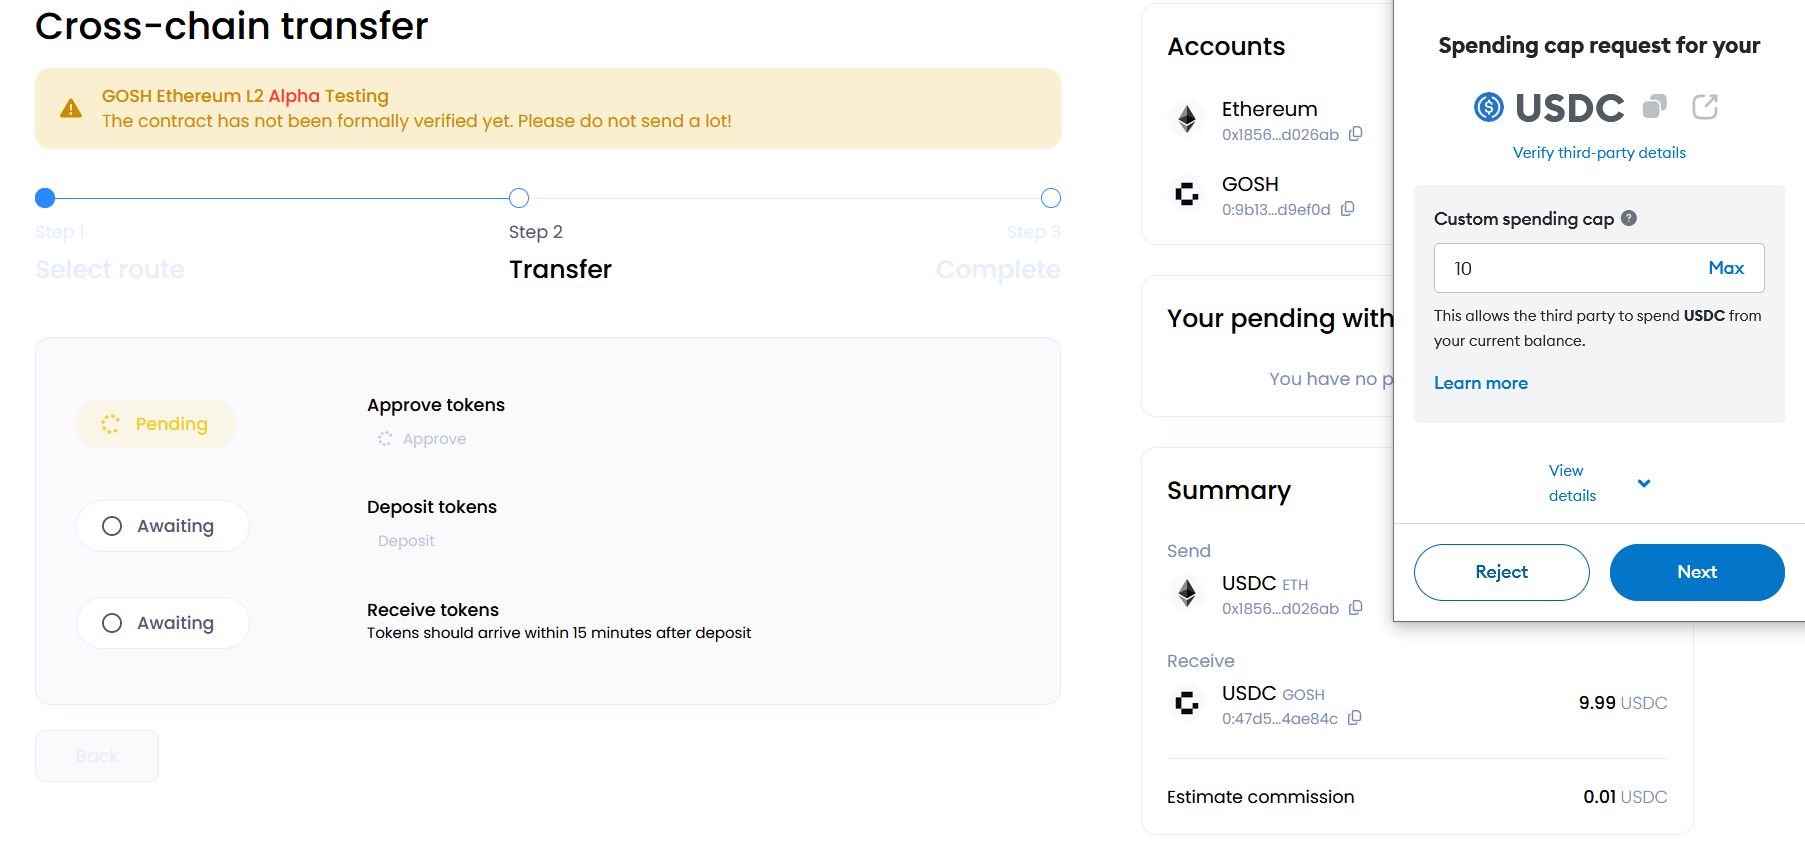 Cross-chain transfer
GOSH Ethereum L2 Alpha Testing
The contract has not been formally verified yet. Please do not send a lot!
Step 1
Select route
Step 2
Transfer
Step 3
Complete
Pending
Approve tokens
Approve
Awaiting
Deposit tokens
Deposit
Awaiting
Receive tokens
Tokens should arrive within 15 minutes after deposit
Back
Accounts
Ethereum
0x1856...d026ab
GOSH
0:9b13...d9ef0d
Your pending with
You have no p
Summary
Send
USDC ETH
0x1856...d026ab
Receive
USDC GOSH
0:47d5...4ae84c
9.99 USDC
Estimate commission
0.01 USDC
Spending cap request for your
USDC
Verify third-party details
Custom spending cap
10
Max
This allows the third party to spend USDC from
your current balance.
Learn more
View
details
Reject
Next